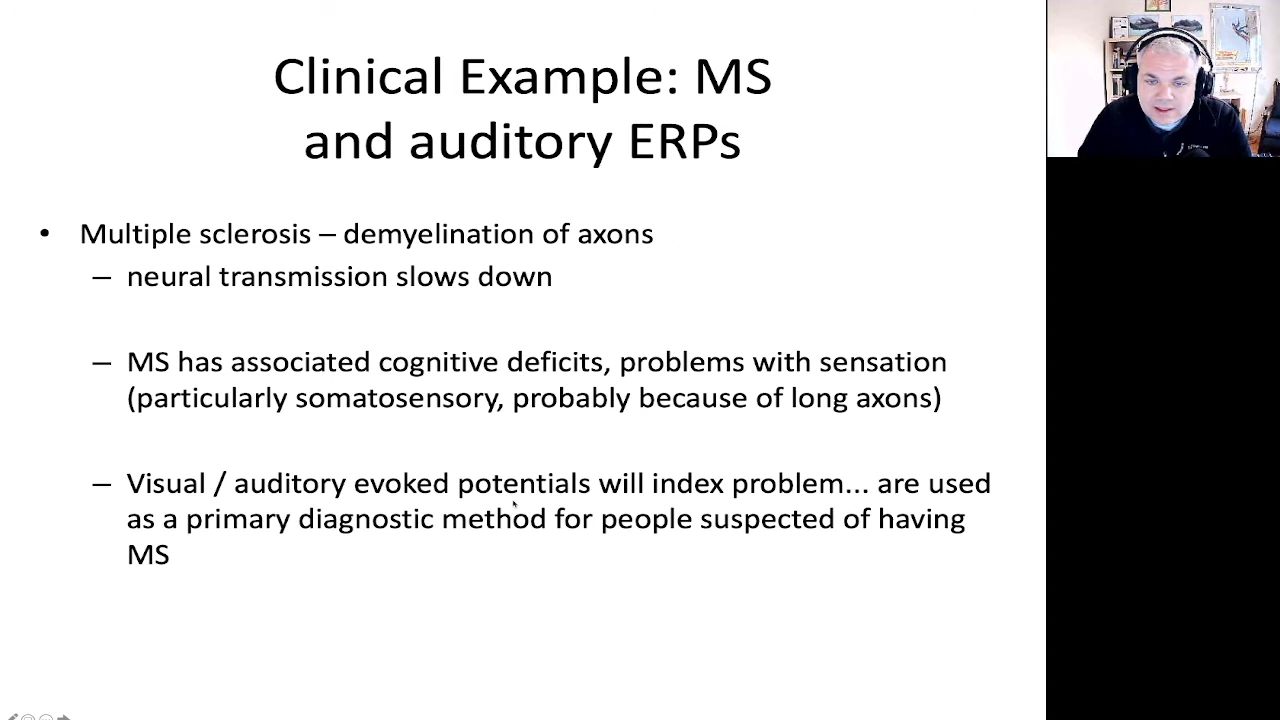 Clinical Example: MS
and auditory ERPs
• Multiple sclerosis – demyelination of axons
– neural transmission slows down
– MS has associated cognitive deficits, problems with sensation
(particularly somatosensory, probably because of long axons)
– Visual / auditory evoked potentials will index problem... are used
as a primary diagnostic method for people suspected of having
MS